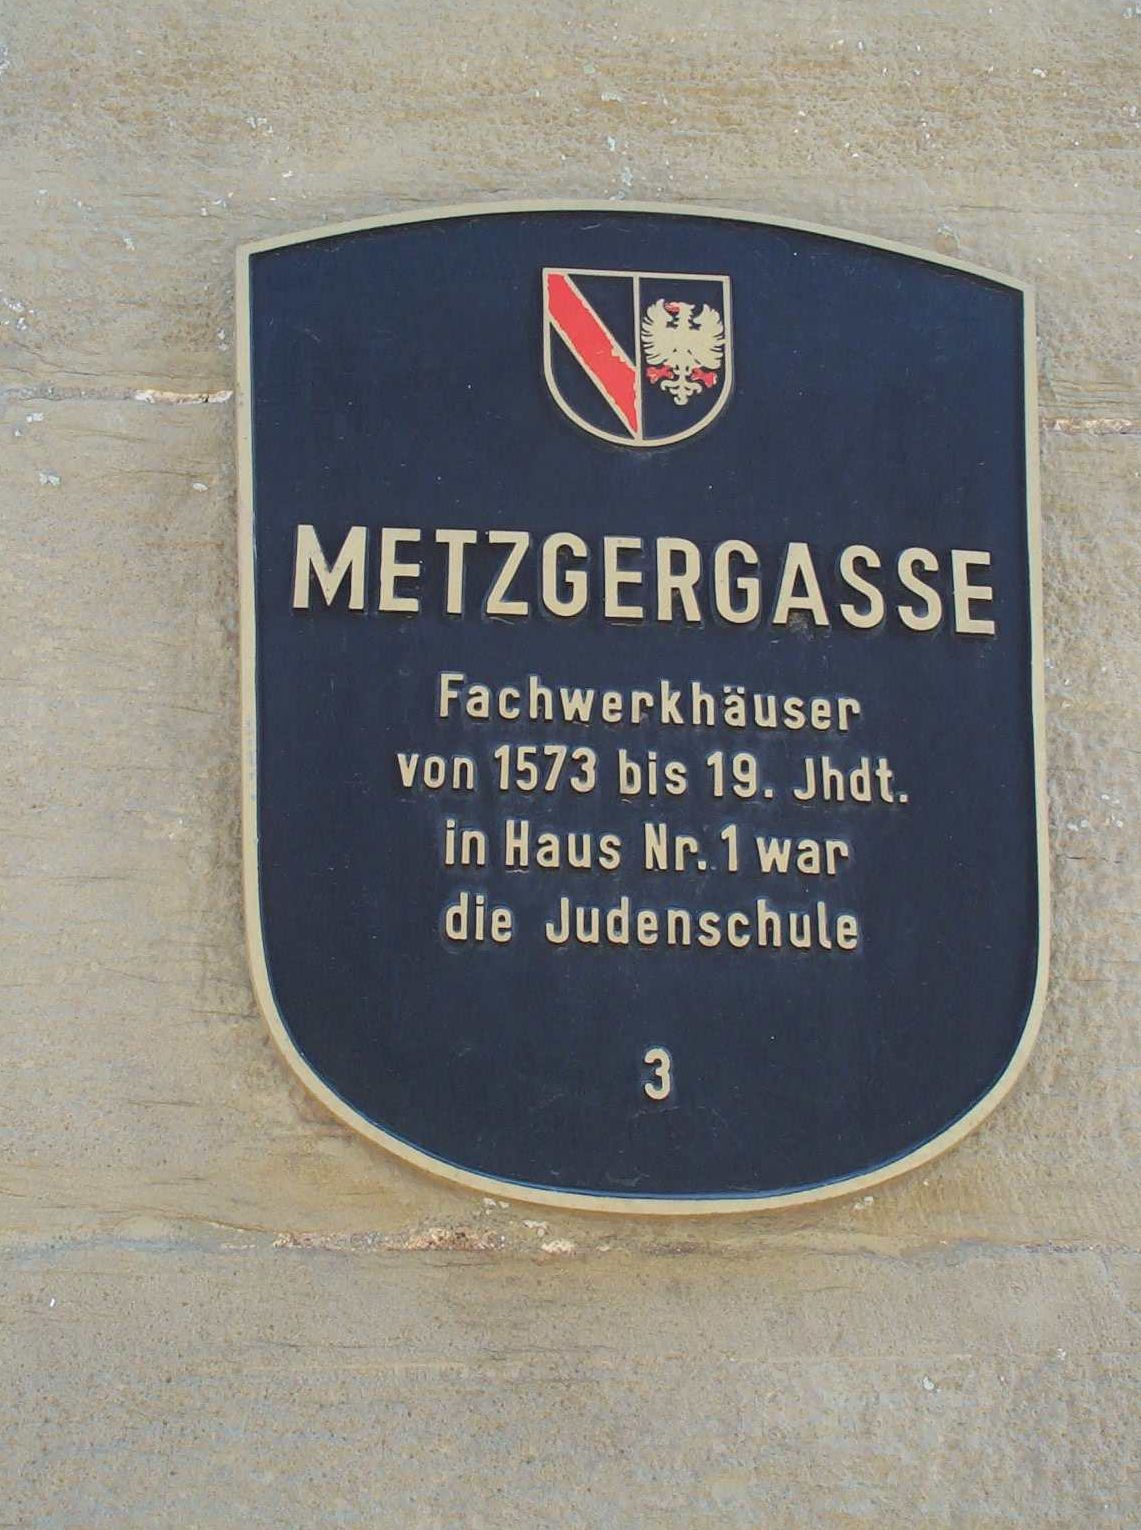 METZGERGASSE
Fachwerkhäuser
von 1573 bis 19. Jhdt.
in Haus Nr. 1 war
die Judenschule
3